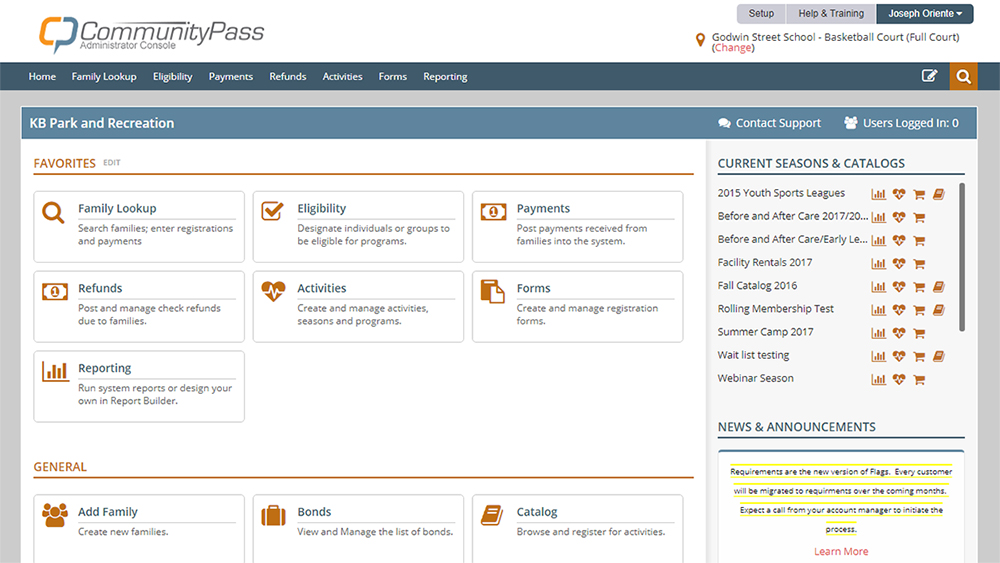 CommunityPass
Administrator Console
Setup
Help & Training
Joseph Oriente
Godwin Street School - Basketball Court (Full Court)
(Change)
Home
Family Lookup
Eligibility
Payments
Refunds
Activities
Forms
Reporting
KB Park and Recreation
Contact Support
Users Logged In: 0
FAVORITES EDIT
Family Lookup
Search families; enter registrations
and payments
Eligibility
Designate individuals or groups to
be eligible for programs.
Payments
Post payments received from
families into the system.
Refunds
Post and manage check refunds
due to families.
Activities
Create and manage activities,
seasons and programs.
Forms
Create and manage registration
forms.
Reporting
Run system reports or design your
own in Report Builder.
GENERAL
Add Family
Create new families.
Bonds
View and Manage the list of bonds.
Catalog
Browse and register for activities.
CURRENT SEASONS & CATALOGS
2015 Youth Sports Leagues
Before and After Care 2017/20...
Before and After Care/Early Le...
Facility Rentals 2017
Fall Catalog 2016
Rolling Membership Test
Summer Camp 2017
Wait list testing
Webinar Season
NEWS & ANNOUNCEMENTS
Requirements are the new version of Flags. Every customer
will be migrated to requirments over the coming months.
Expect a call from your account manager to initiate the
process.
Learn More